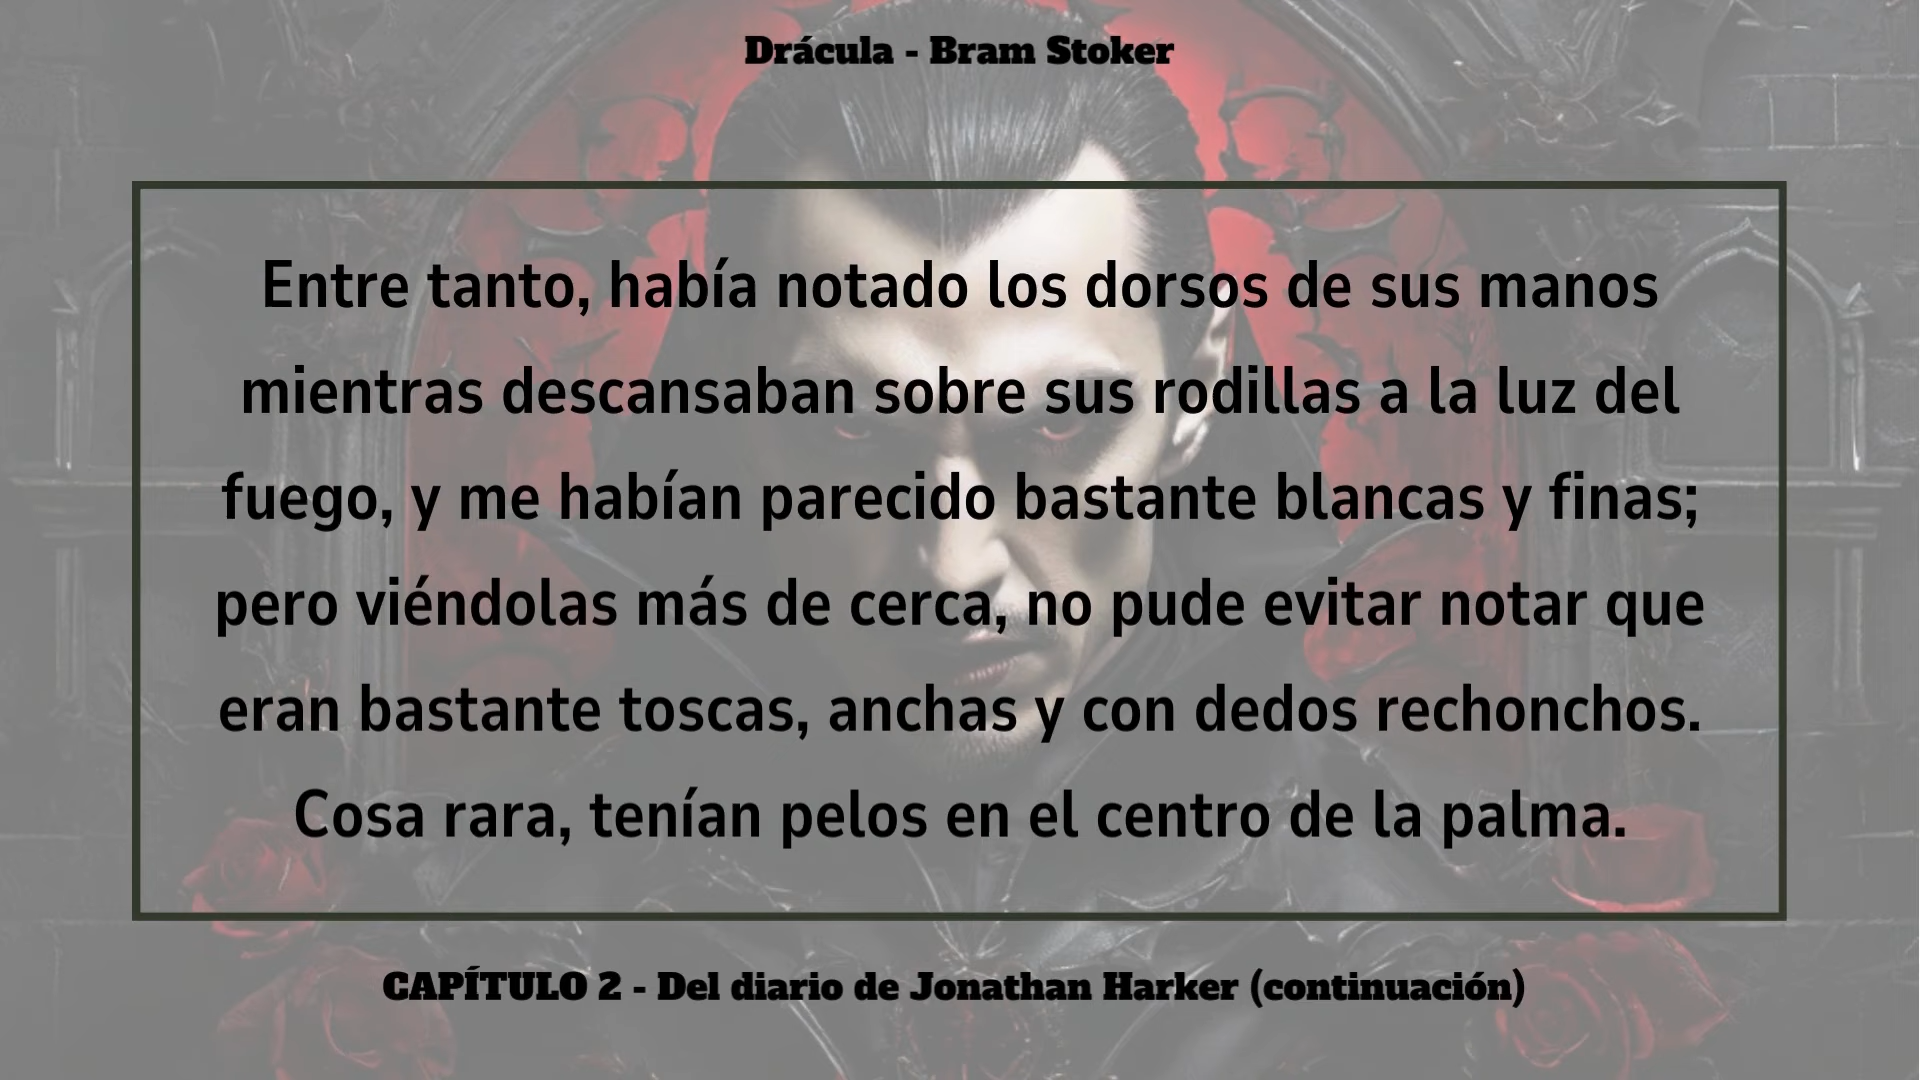 Drácula - Bram Stoker
Entre tanto, había notado los dorsos de sus manos
mientras descansaban sobre sus rodillas a la luz del
fuego, y me habían parecido bastante blancas y finas;
pero viéndolas más de cerca, no pude evitar notar que
eran bastante toscas, anchas y con dedos rechonchos.
Cosa rara, tenían pelos en el centro de la palma.
CAPÍTULO 2 - Del diario de Jonathan Harker (continuación)